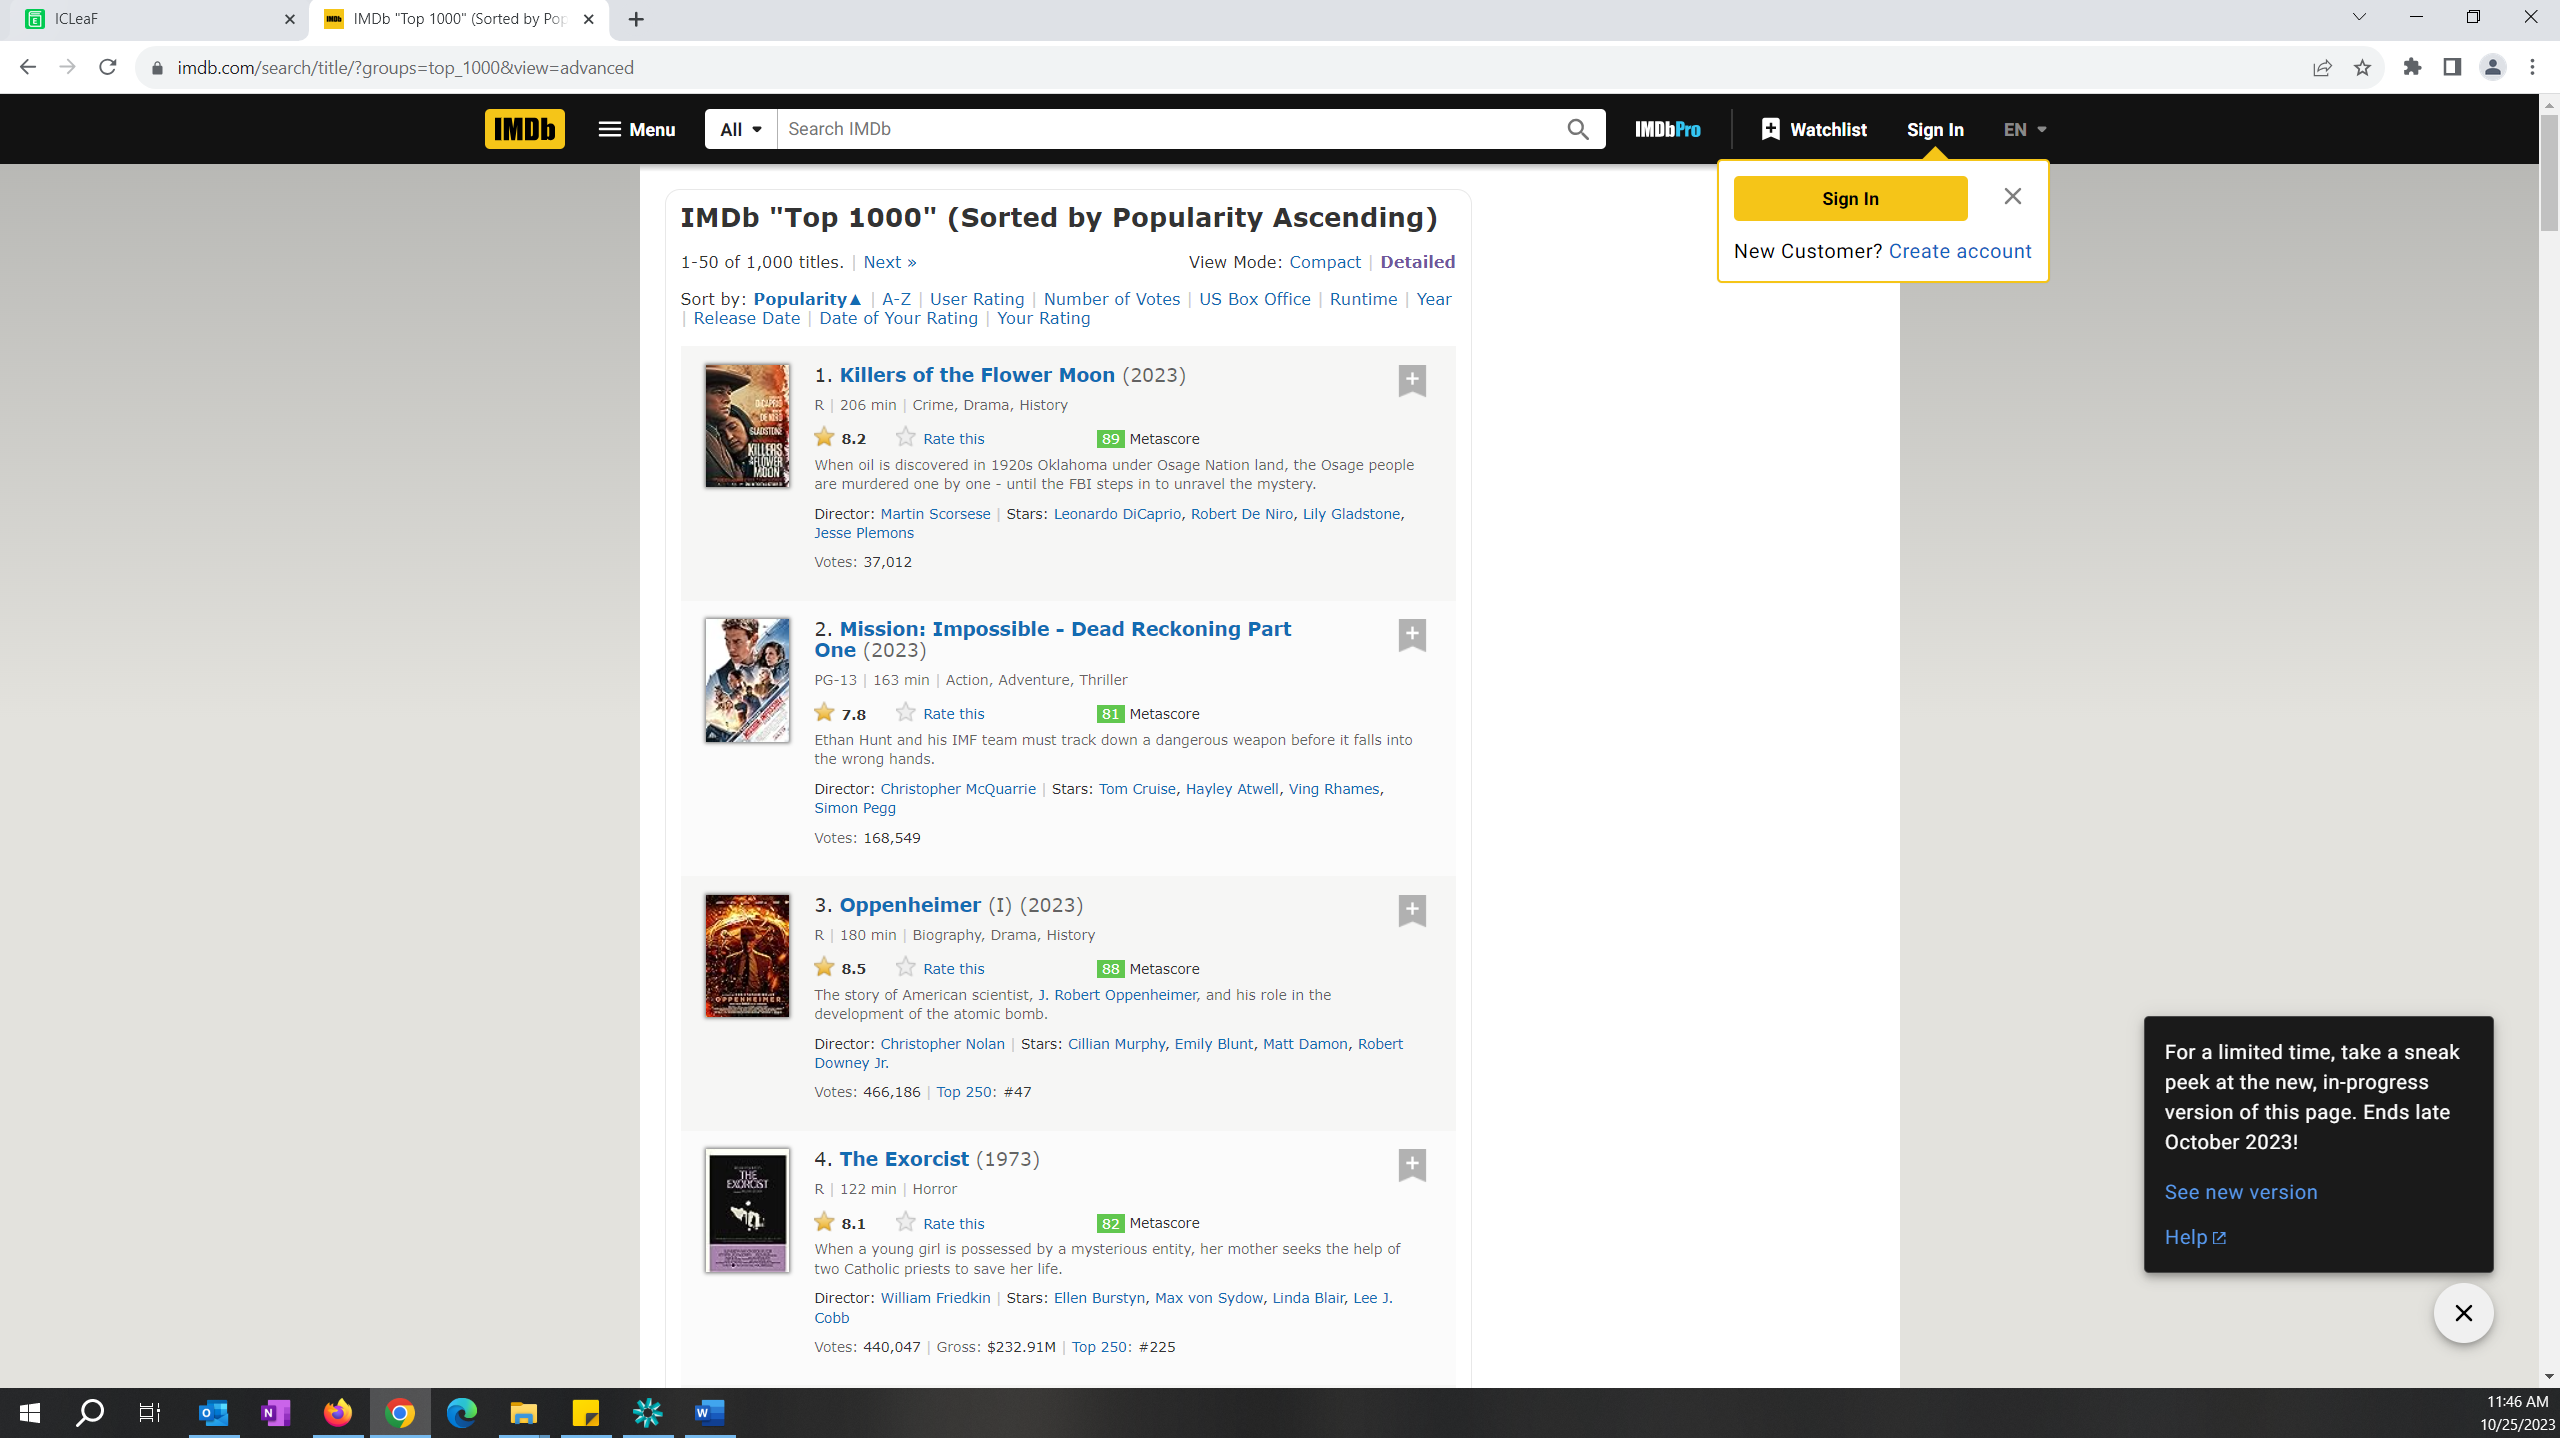 ICLeaF
IMDb "Top 1000" (Sorted by Pop
imdb.com/search/title/?groups=top_1000&view=advanced
IMDb
Menu
All
Search IMDb
IMDbPro
Watchlist
Sign In
EN
Sign In
New Customer? Create account
IMDb "Top 1000" (Sorted by Popularity Ascending)
1-50 of 1,000 titles. | Next »
View Mode: Compact | Detailed
Sort by: Popularity▲ | A-Z | User Rating | Number of Votes | US Box Office | Runtime | Year
| Release Date | Date of Your Rating | Your Rating
DICAPRIO
DE NIRO
GLADSTONE
KILLERS
OF THE FLOWER
MOON
1. Killers of the Flower Moon (2023)
R | 206 min | Crime, Drama, History
8.2 Rate this 89 Metascore
When oil is discovered in 1920s Oklahoma under Osage Nation land, the Osage people
are murdered one by one - until the FBI steps in to unravel the mystery.
Director: Martin Scorsese | Stars: Leonardo DiCaprio, Robert De Niro, Lily Gladstone,
Jesse Plemons
Votes: 37,012
2. Mission: Impossible - Dead Reckoning Part
One (2023)
PG-13 | 163 min | Action, Adventure, Thriller
7.8 Rate this 81 Metascore
Ethan Hunt and his IMF team must track down a dangerous weapon before it falls into
the wrong hands.
Director: Christopher McQuarrie | Stars: Tom Cruise, Hayley Atwell, Ving Rhames,
Simon Pegg
Votes: 168,549
OPPENHEIMER
3. Oppenheimer (I) (2023)
R | 180 min | Biography, Drama, History
8.5 Rate this 88 Metascore
The story of American scientist, J. Robert Oppenheimer, and his role in the
development of the atomic bomb.
Director: Christopher Nolan | Stars: Cillian Murphy, Emily Blunt, Matt Damon, Robert
Downey Jr.
Votes: 466,186 | Top 250: #47
THE
EXORCIST
4. The Exorcist (1973)
R | 122 min | Horror
8.1 Rate this 82 Metascore
When a young girl is possessed by a mysterious entity, her mother seeks the help of
two Catholic priests to save her life.
Director: William Friedkin | Stars: Ellen Burstyn, Max von Sydow, Linda Blair, Lee J.
Cobb
Votes: 440,047 | Gross: $232.91M | Top 250: #225
For a limited time, take a sneak
peek at the new, in-progress
version of this page. Ends late
October 2023!
See new version
Help
11:46 AM
10/25/2023